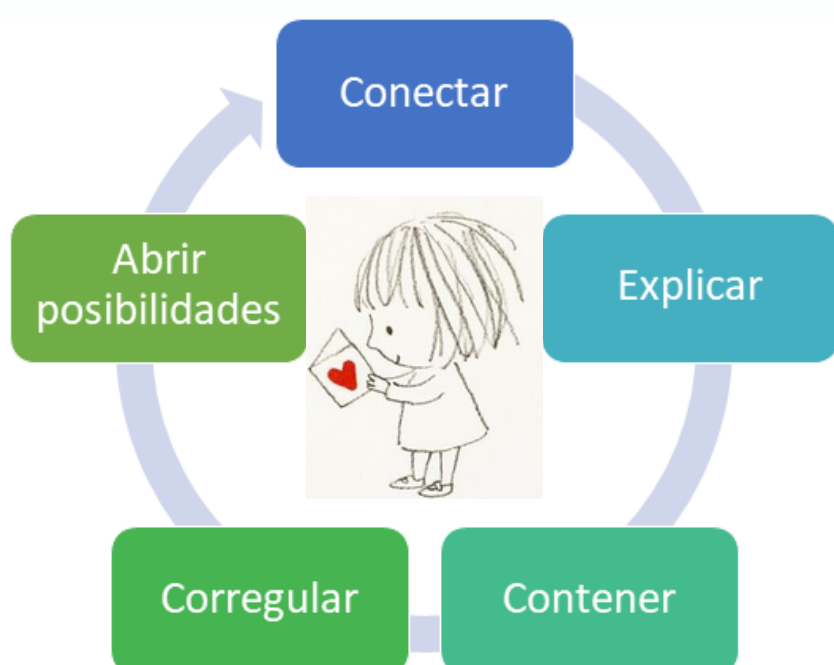 Conectar
Explicar
Contener
Corregular
Abrir
posibilidades